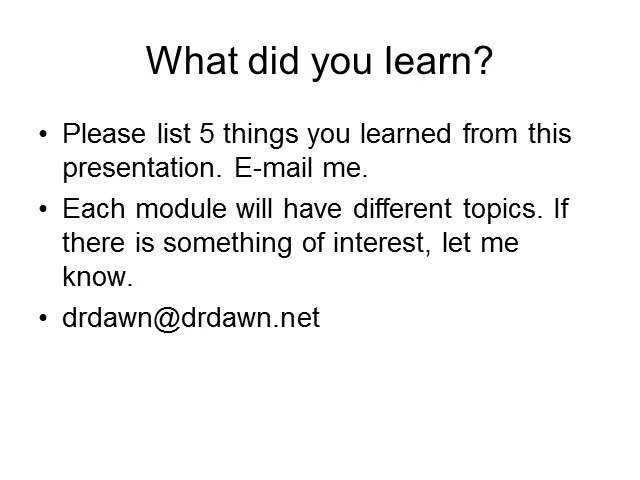 What did you learn?
• Please list 5 things you learned from this
presentation. E-mail me.
• Each module will have different topics. If
there is something of interest, let me
know.
• drdawn@drdawn.net